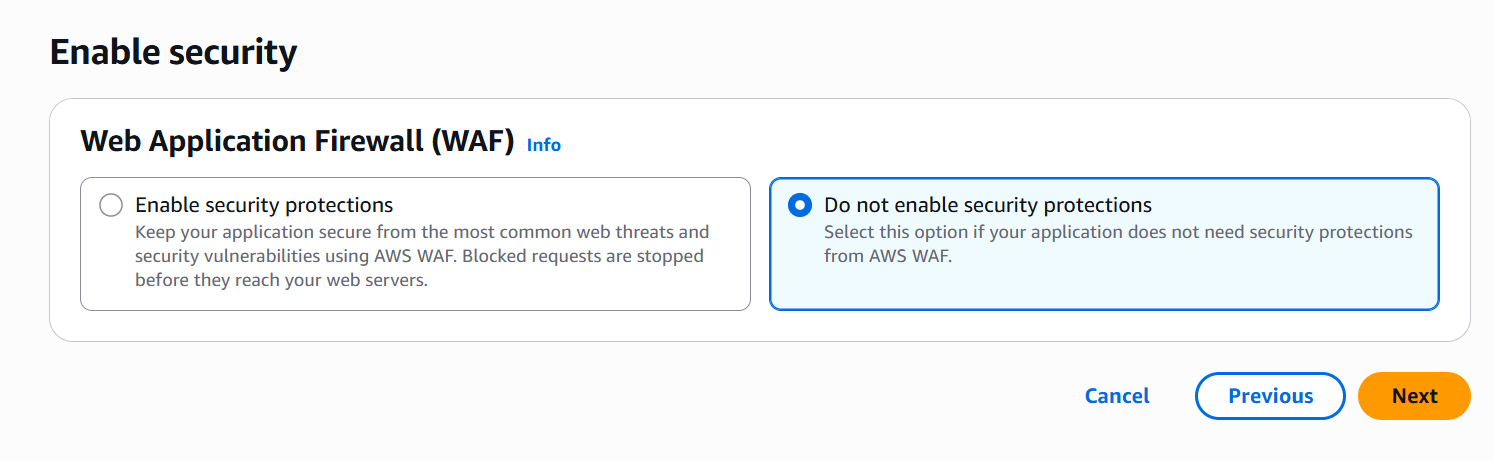 Enable security
Web Application Firewall (WAF) Info
Enable security protections
Keep your application secure from the most common web threats and
security vulnerabilities using AWS WAF. Blocked requests are stopped
before they reach your web servers.
Do not enable security protections
Select this option if your application does not need security protections
from AWS WAF.
Cancel
Previous
Next